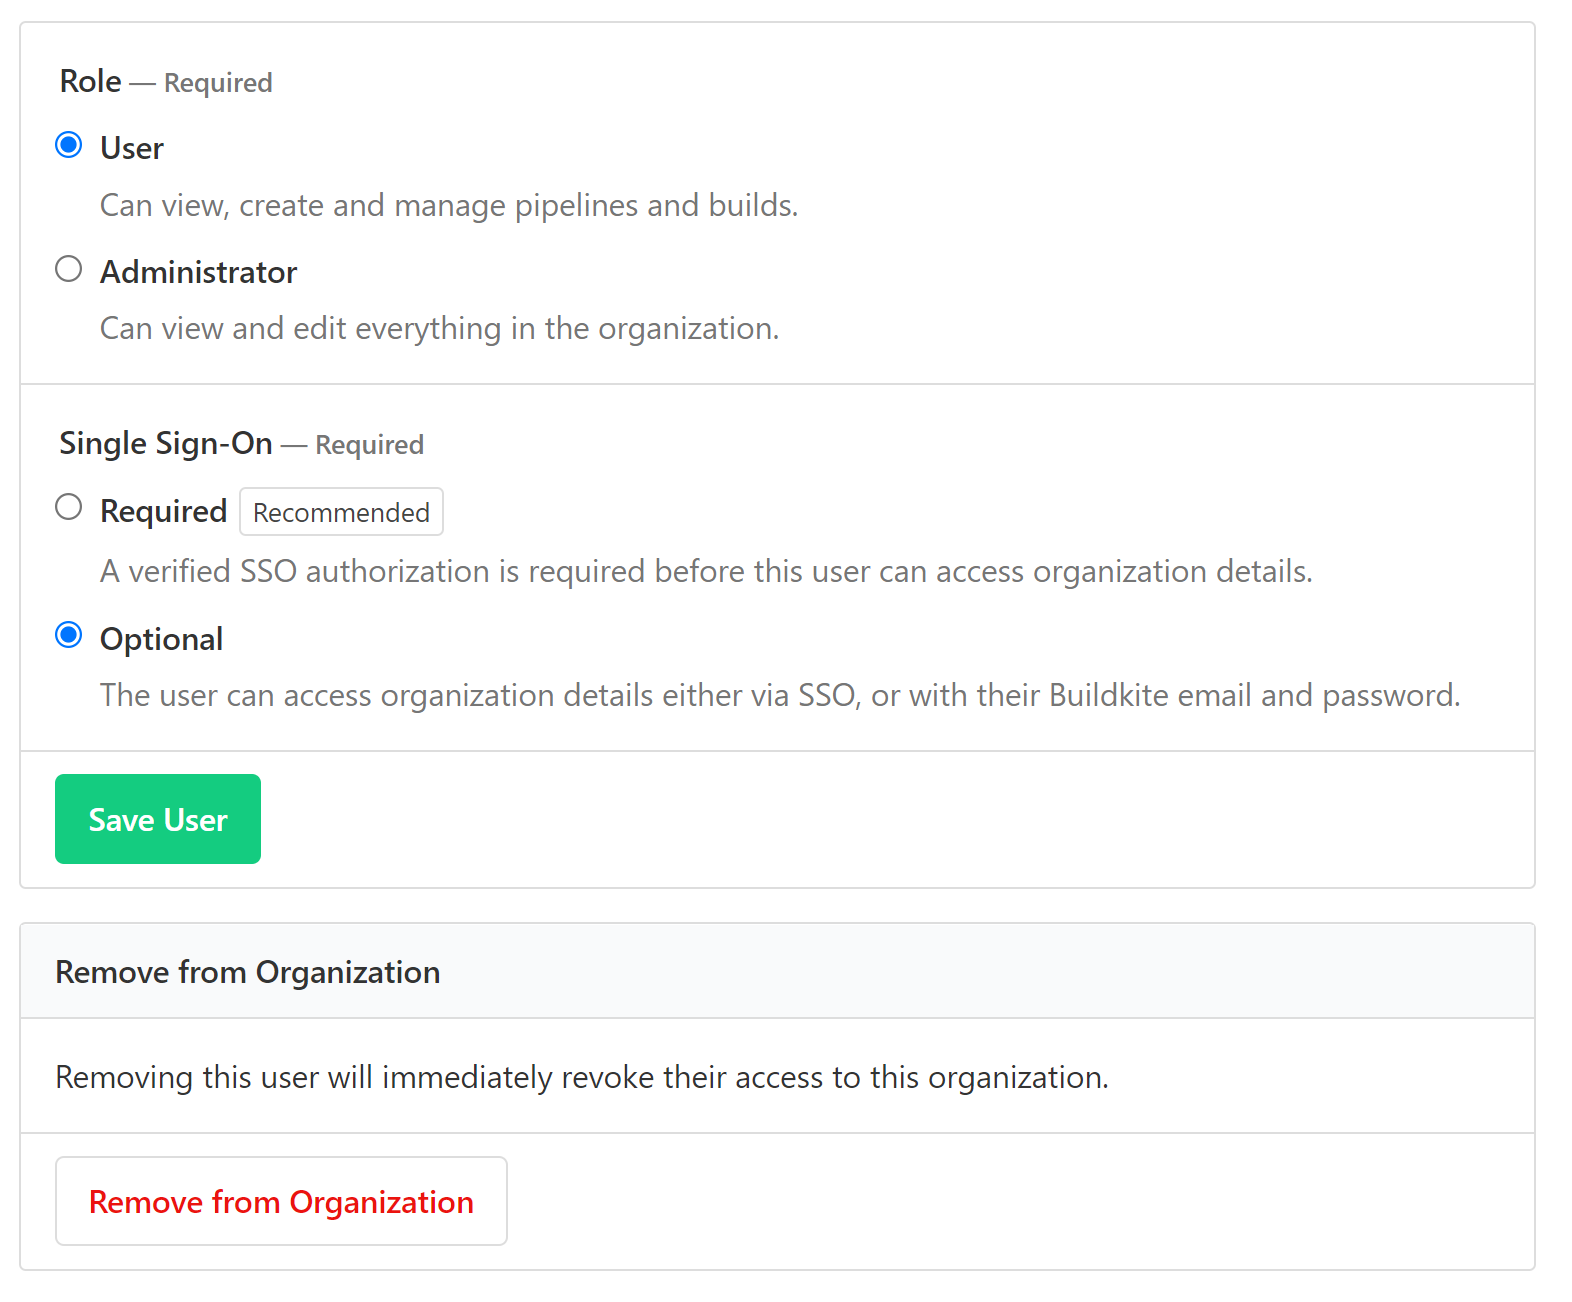 Role — Required
User
Can view, create and manage pipelines and builds.
Administrator
Can view and edit everything in the organization.
Single Sign-On — Required
Required Recommended
A verified SSO authorization is required before this user can access organization details.
Optional
The user can access organization details either via SSO, or with their Buildkite email and password.
Save User
Remove from Organization
Removing this user will immediately revoke their access to this organization.
Remove from Organization